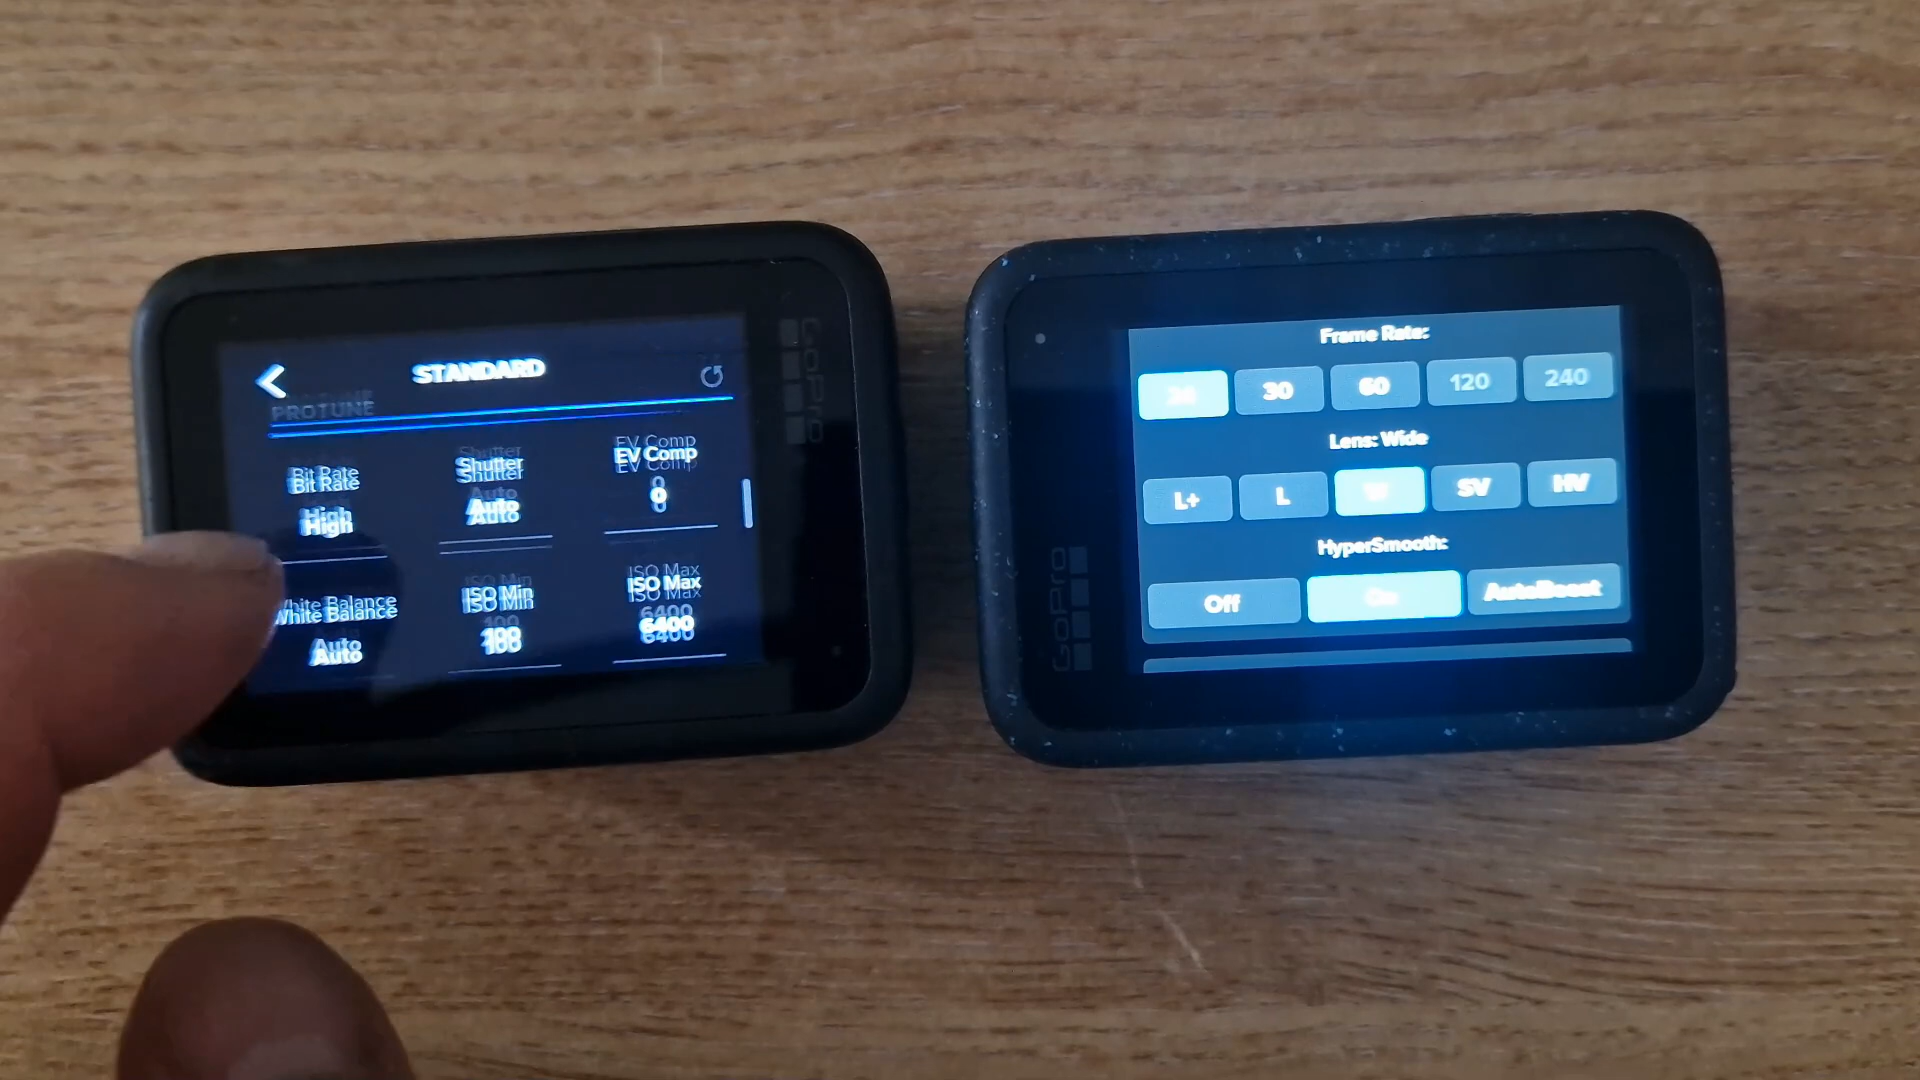 STANDARD
PROTUNE
Bit Rate
High
Shutter
Auto
EV Comp
0
White Balance
Auto
ISO Min
100
ISO Max
6400
GoPro
Frame Rate:
30 60 120 240
Lens: Wide
L+ L W SV HV
HyperSmooth:
Off On AutoBoost
GoPro